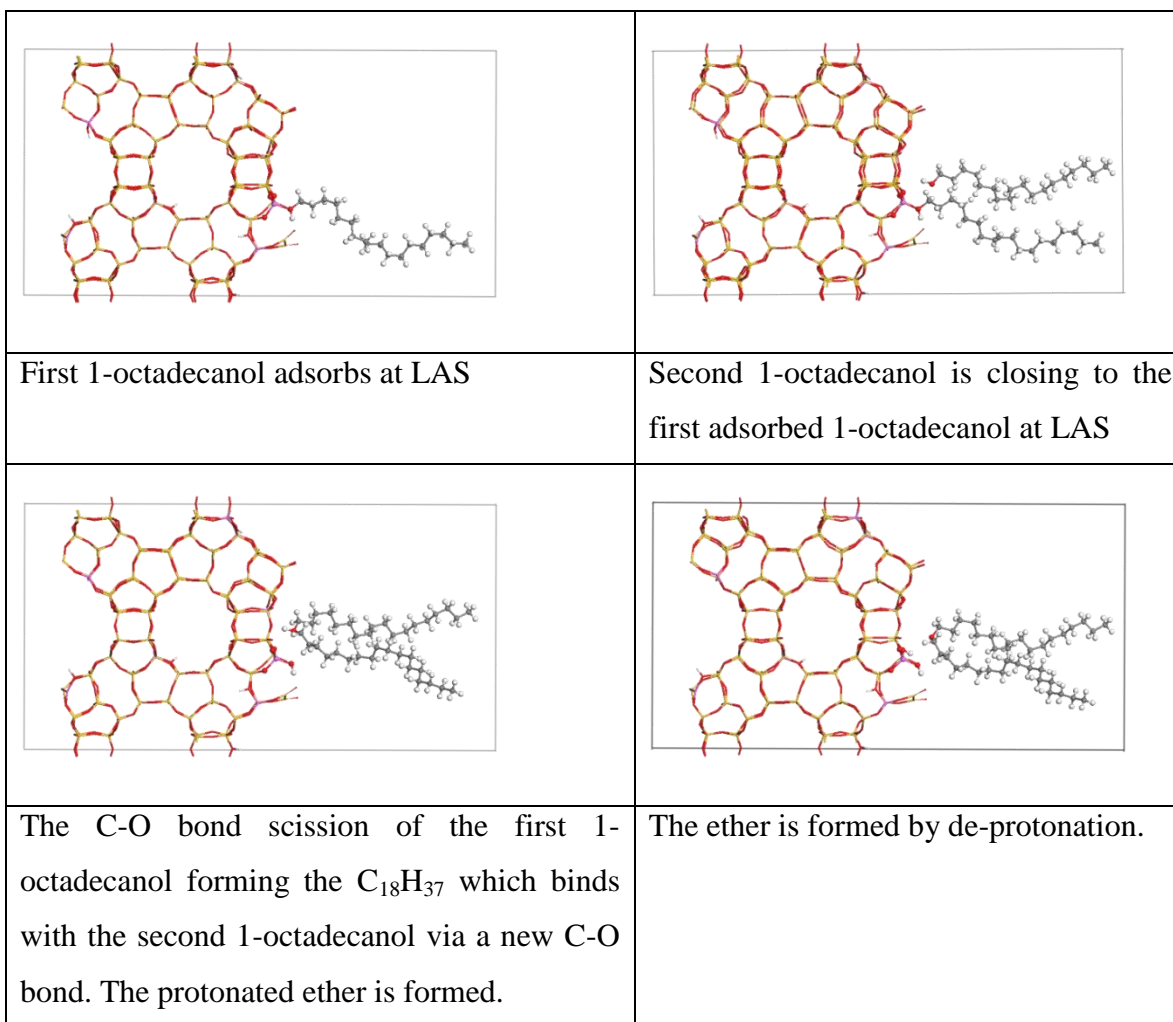 First 1-octadecanol adsorbs at LAS
Second 1-octadecanol is closing to the
first adsorbed 1-octadecanol at LAS
The C-O bond scission of the first 1-
octadecanol forming the C₁₈H₃₇ which binds
with the second 1-octadecanol via a new C-O
bond. The protonated ether is formed.
The ether is formed by de-protonation.